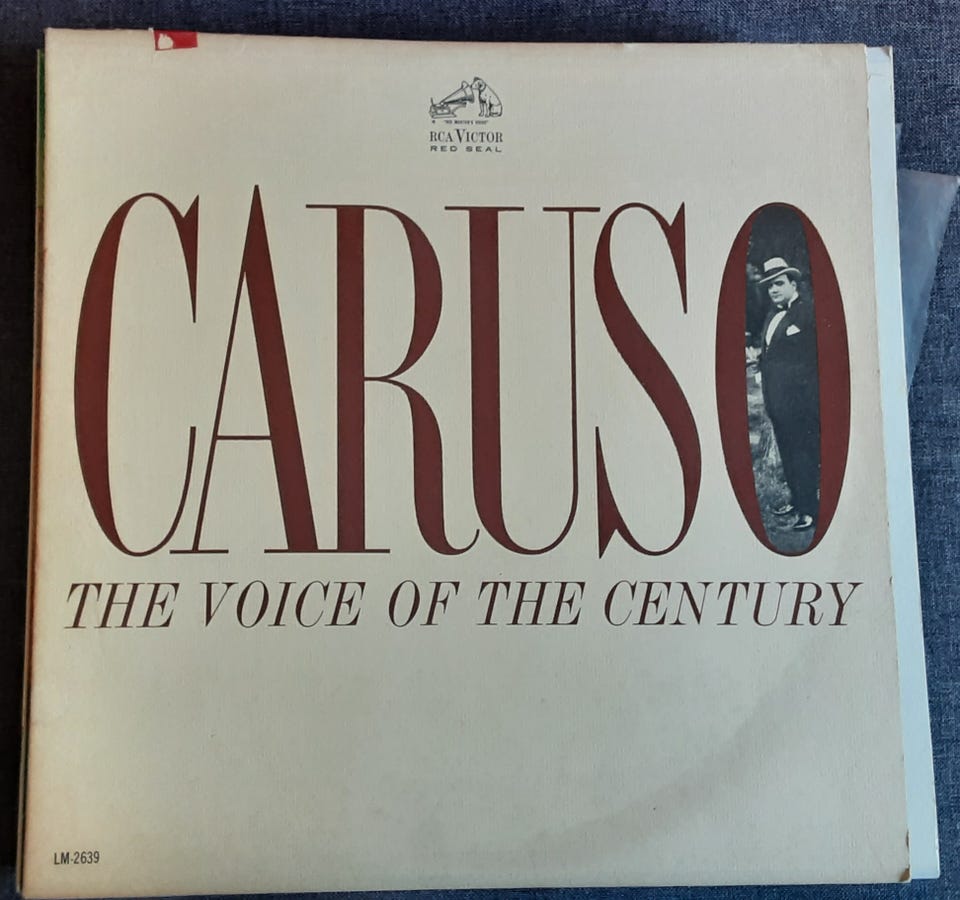 "HIS MASTER'S VOICE"
RCA VICTOR
RED SEAL
CARUSO
THE VOICE OF THE CENTURY
LM-2639